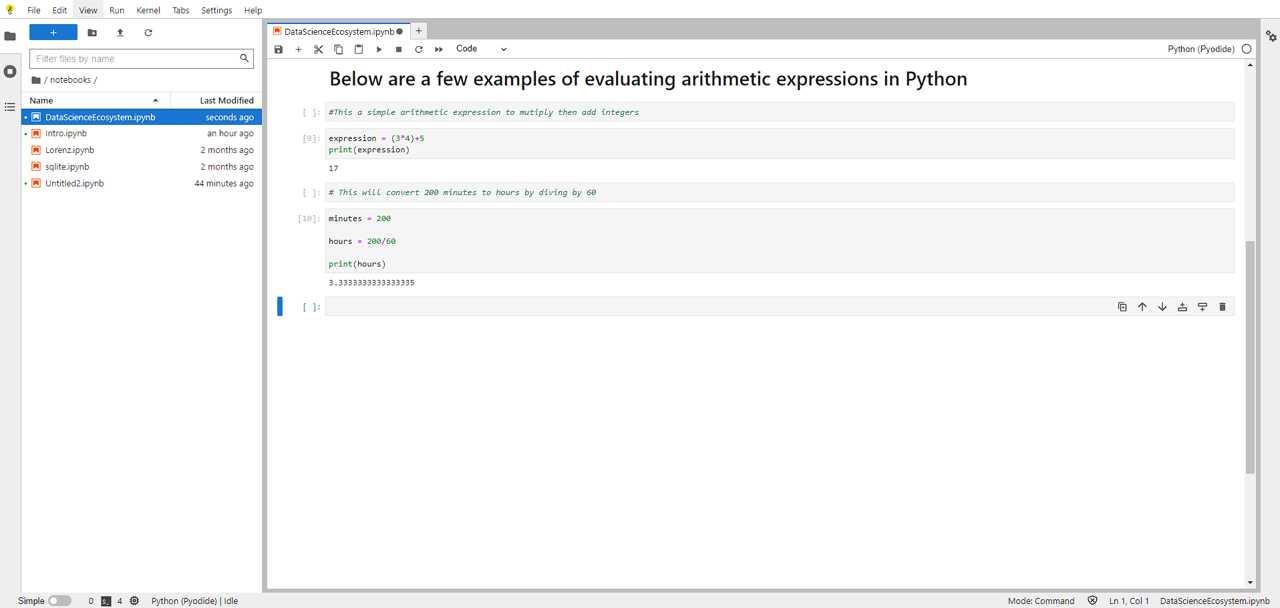 File Edit View Run Kernel Tabs Settings Help
+
Filter files by name
/ notebooks /
Name Last Modified
DataScienceEcosystem.ipynb seconds ago
Intro.ipynb an hour ago
Lorenz.ipynb 2 months ago
sqlite.ipynb 2 months ago
Untitled2.ipynb 44 minutes ago
DataScienceEcosystem.ipynb
Code
Python (Pyodide)
Below are a few examples of evaluating arithmetic expressions in Python
[ ]: #This a simple arithmetic expression to mutiply then add integers
[9]: expression = (3*4)+5
print(expression)
17
[ ]: # This will convert 200 minutes to hours by diving by 60
[10]: minutes = 200
hours = 200/60
print(hours)
3.3333333333333335
[ ]:
Simple 0 4 Python (Pyodide) | Idle Mode: Command Ln 1, Col 1 DataScienceEcosystem.ipynb